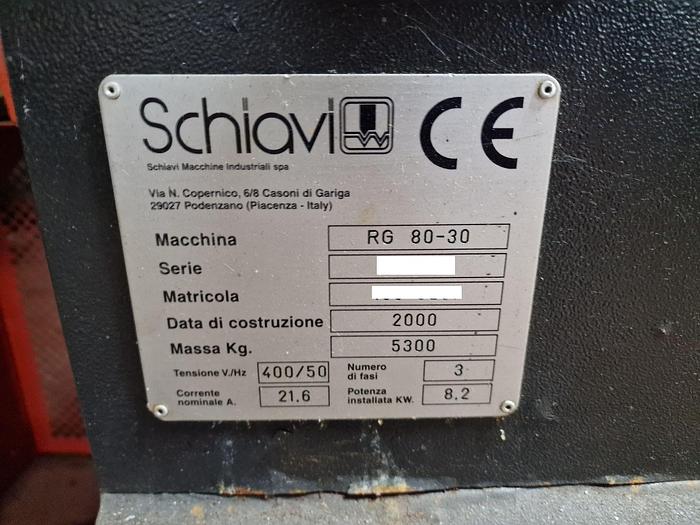 Schiavi
CE
Schiavi Macchine Industriali spa
Via N. Copernico, 6/8 Casoni di Gariga
29027 Podenzano (Piacenza - Italy)
Macchina RG 80-30
Serie
Matricola
Data di costruzione 2000
Massa Kg. 5300
Tensione V./Hz 400/50 Numero di fasi 3
Corrente nominale A. 21.6 Potenza installata KW. 8.2